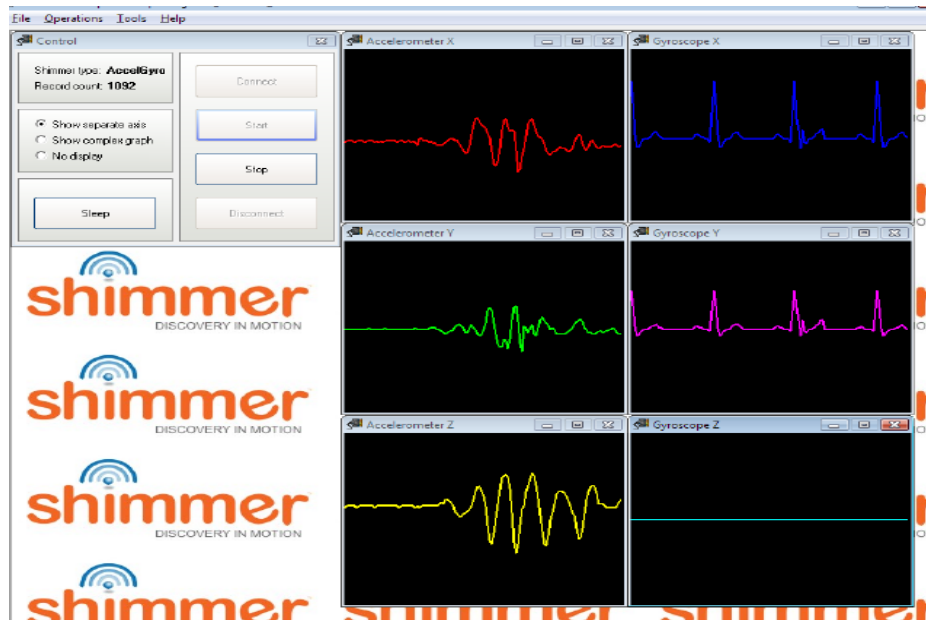 File Operations Tools Help
Control
Shimmer type: AccelGyro
Record count: 1092
Show separate axis
Show complex graph
No display
Sleep
Connect
Start
Stop
Disconnect
Accelerometer X
Gyroscope X
Accelerometer Y
Gyroscope Y
Accelerometer Z
Gyroscope Z
shimmer
DISCOVERY IN MOTION
shimmer
DISCOVERY IN MOTION
shimmer
DISCOVERY IN MOTION
shimmer